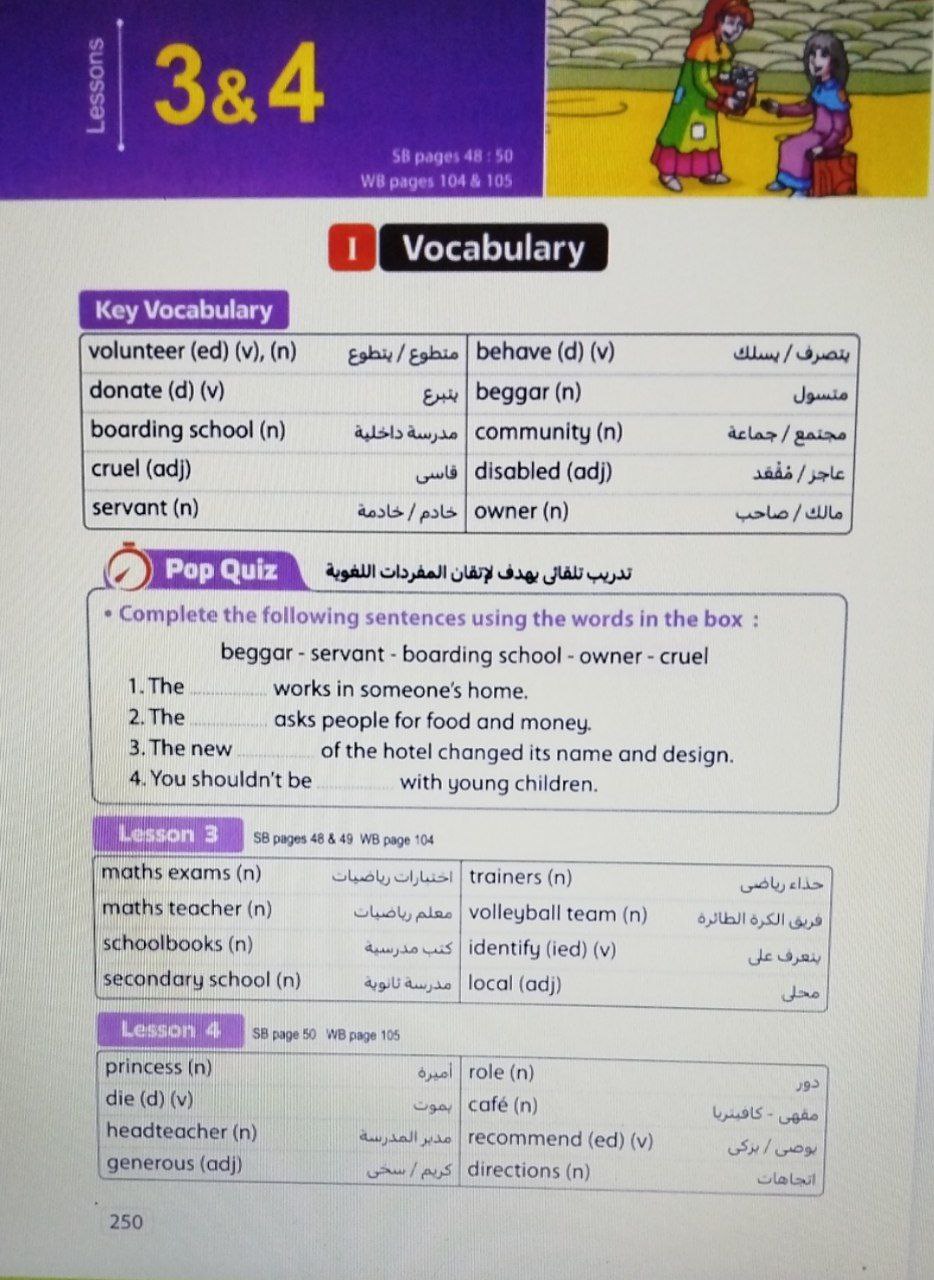 Lessons
3&4
SB pages 48 : 50
WB pages 104 & 105
I Vocabulary
Key Vocabulary
volunteer (ed) (v), (n) متطوع / يتطوع behave (d) (v) يتصرف / يسلك
donate (d) (v) يتبرع beggar (n) متسول
boarding school (n) مدرسة داخلية community (n) مجتمع / جماعة
cruel (adj) قاسى disabled (adj) عاجز / مُقْعَد
servant (n) خادم / خادمة owner (n) مالك / صاحب
Pop Quiz تدريب تلقائى يهدف لإتقان المفردات اللغوية
• Complete the following sentences using the words in the box :
beggar - servant - boarding school - owner - cruel
1. The ............ works in someone's home.
2. The ............ asks people for food and money.
3. The new ............ of the hotel changed its name and design.
4. You shouldn't be ............ with young children.
Lesson 3 SB pages 48 & 49 WB page 104
maths exams (n) اختبارات رياضيات trainers (n) حذاء رياضى
maths teacher (n) معلم رياضيات volleyball team (n) فريق الكرة الطائرة
schoolbooks (n) كتب مدرسية identify (ied) (v) يتعرف على
secondary school (n) مدرسة ثانوية local (adj) محلى
Lesson 4 SB page 50 WB page 105
princess (n) أميرة role (n) دور
die (d) (v) يموت café (n) مقهى - كافيتريا
headteacher (n) مدير المدرسة recommend (ed) (v) يوصى / يزكى
generous (adj) كريم / سخى directions (n) اتجاهات
250